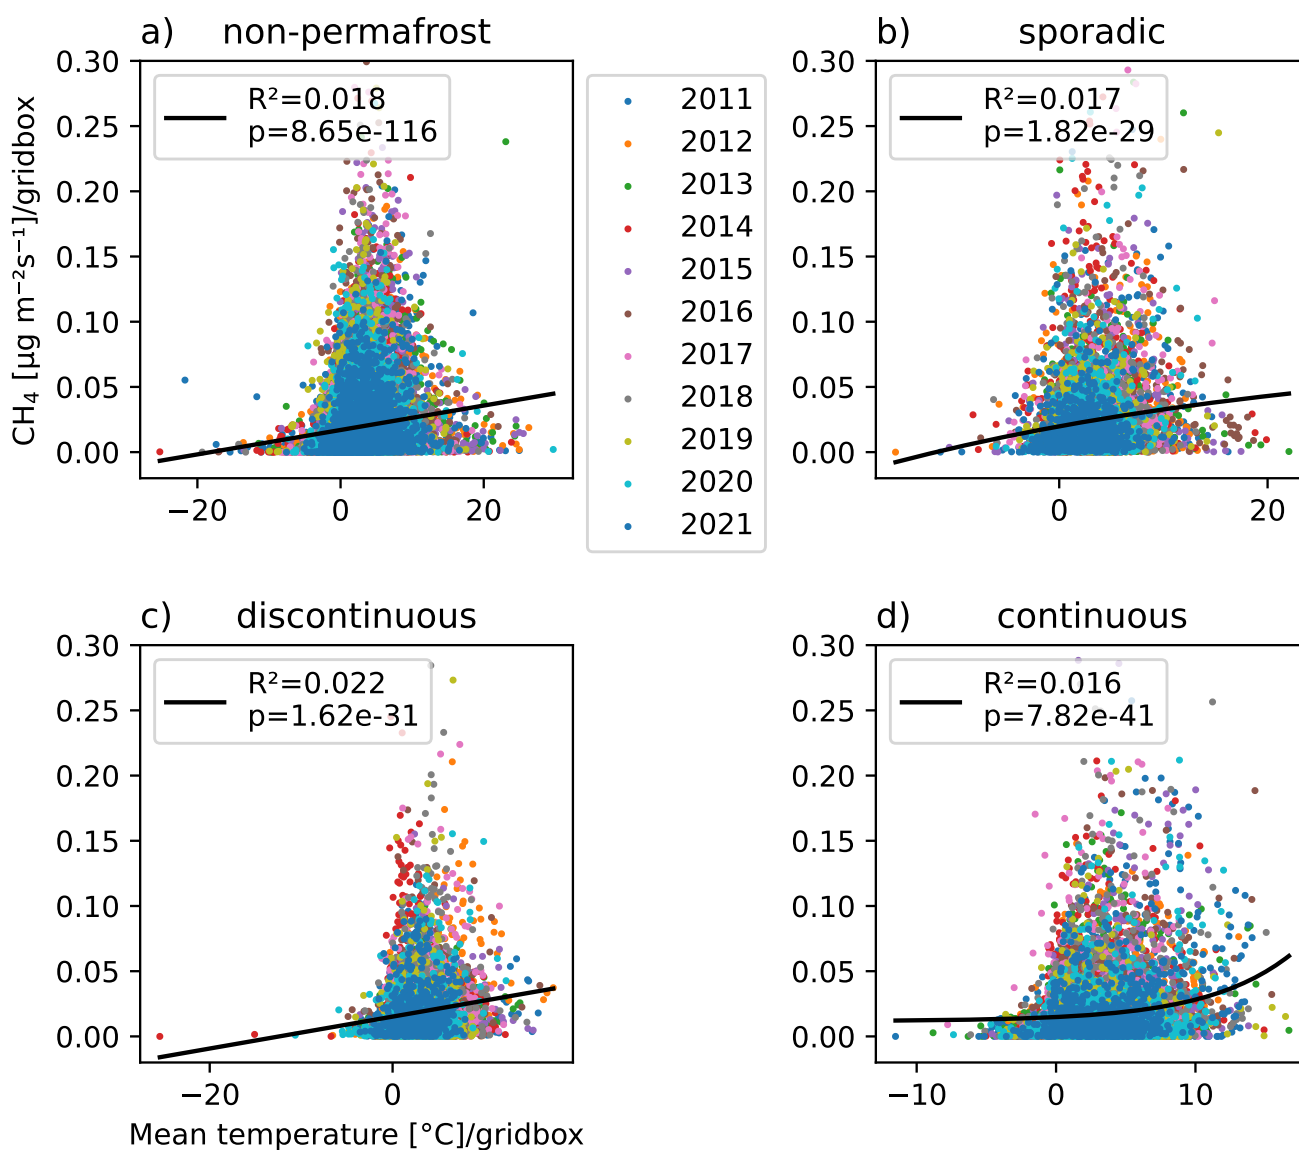 a) non-permafrost
b) sporadic
CH₄ [µg m⁻²s⁻¹]/gridbox
0.30
0.25
0.20
0.15
0.10
0.05
0.00
−20 0 20
R²=0.018
p=8.65e-116
2011
2012
2013
2014
2015
2016
2017
2018
2019
2020
2021
0.30
0.25
0.20
0.15
0.10
0.05
0.00
0 20
R²=0.017
p=1.82e-29
c) discontinuous
0.30
0.25
0.20
0.15
0.10
0.05
0.00
−20 0
R²=0.022
p=1.62e-31
Mean temperature [°C]/gridbox
d) continuous
0.30
0.25
0.20
0.15
0.10
0.05
0.00
−10 0 10
R²=0.016
p=7.82e-41